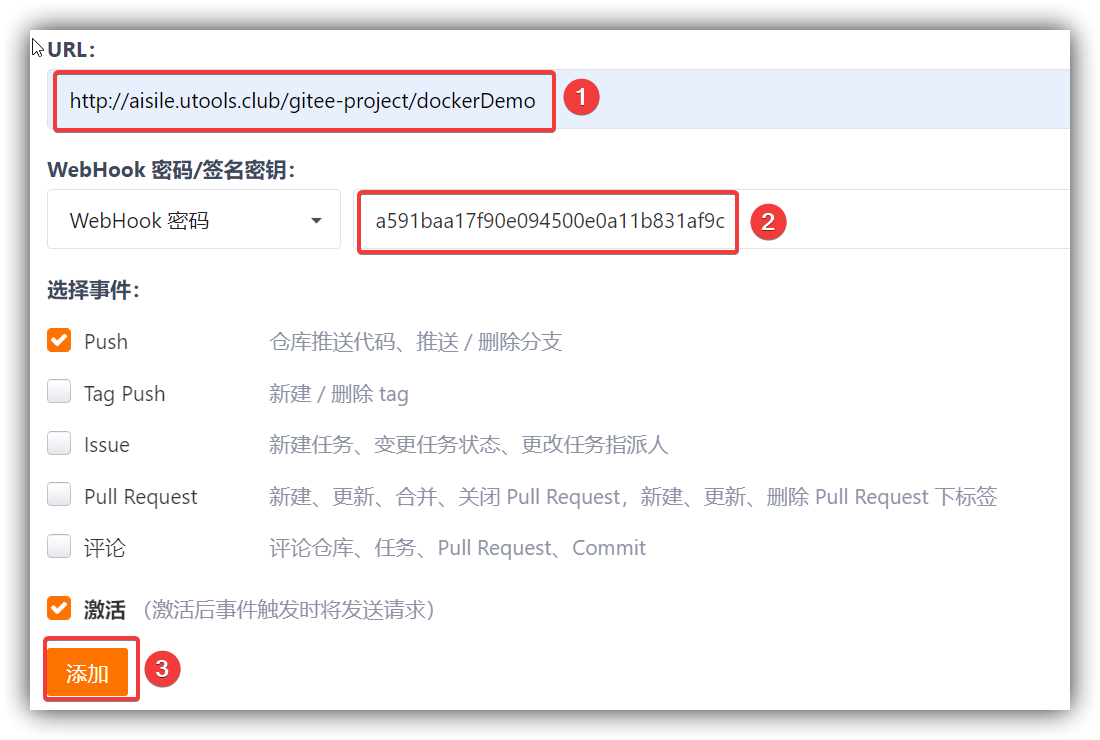 URL:
http://aisile.utools.club/gitee-project/dockerDemo
1
WebHook 密码/签名密钥:
WebHook 密码
a591baa17f90e094500e0a11b831af9c
2
选择事件:
Push 仓库推送代码、推送 / 删除分支
Tag Push 新建 / 删除 tag
Issue 新建任务、变更任务状态、更改任务指派人
Pull Request 新建、更新、合并、关闭 Pull Request，新建、更新、删除 Pull Request 下标签
评论 评论仓库、任务、Pull Request、Commit
激活 （激活后事件触发时将发送请求）
添加
3